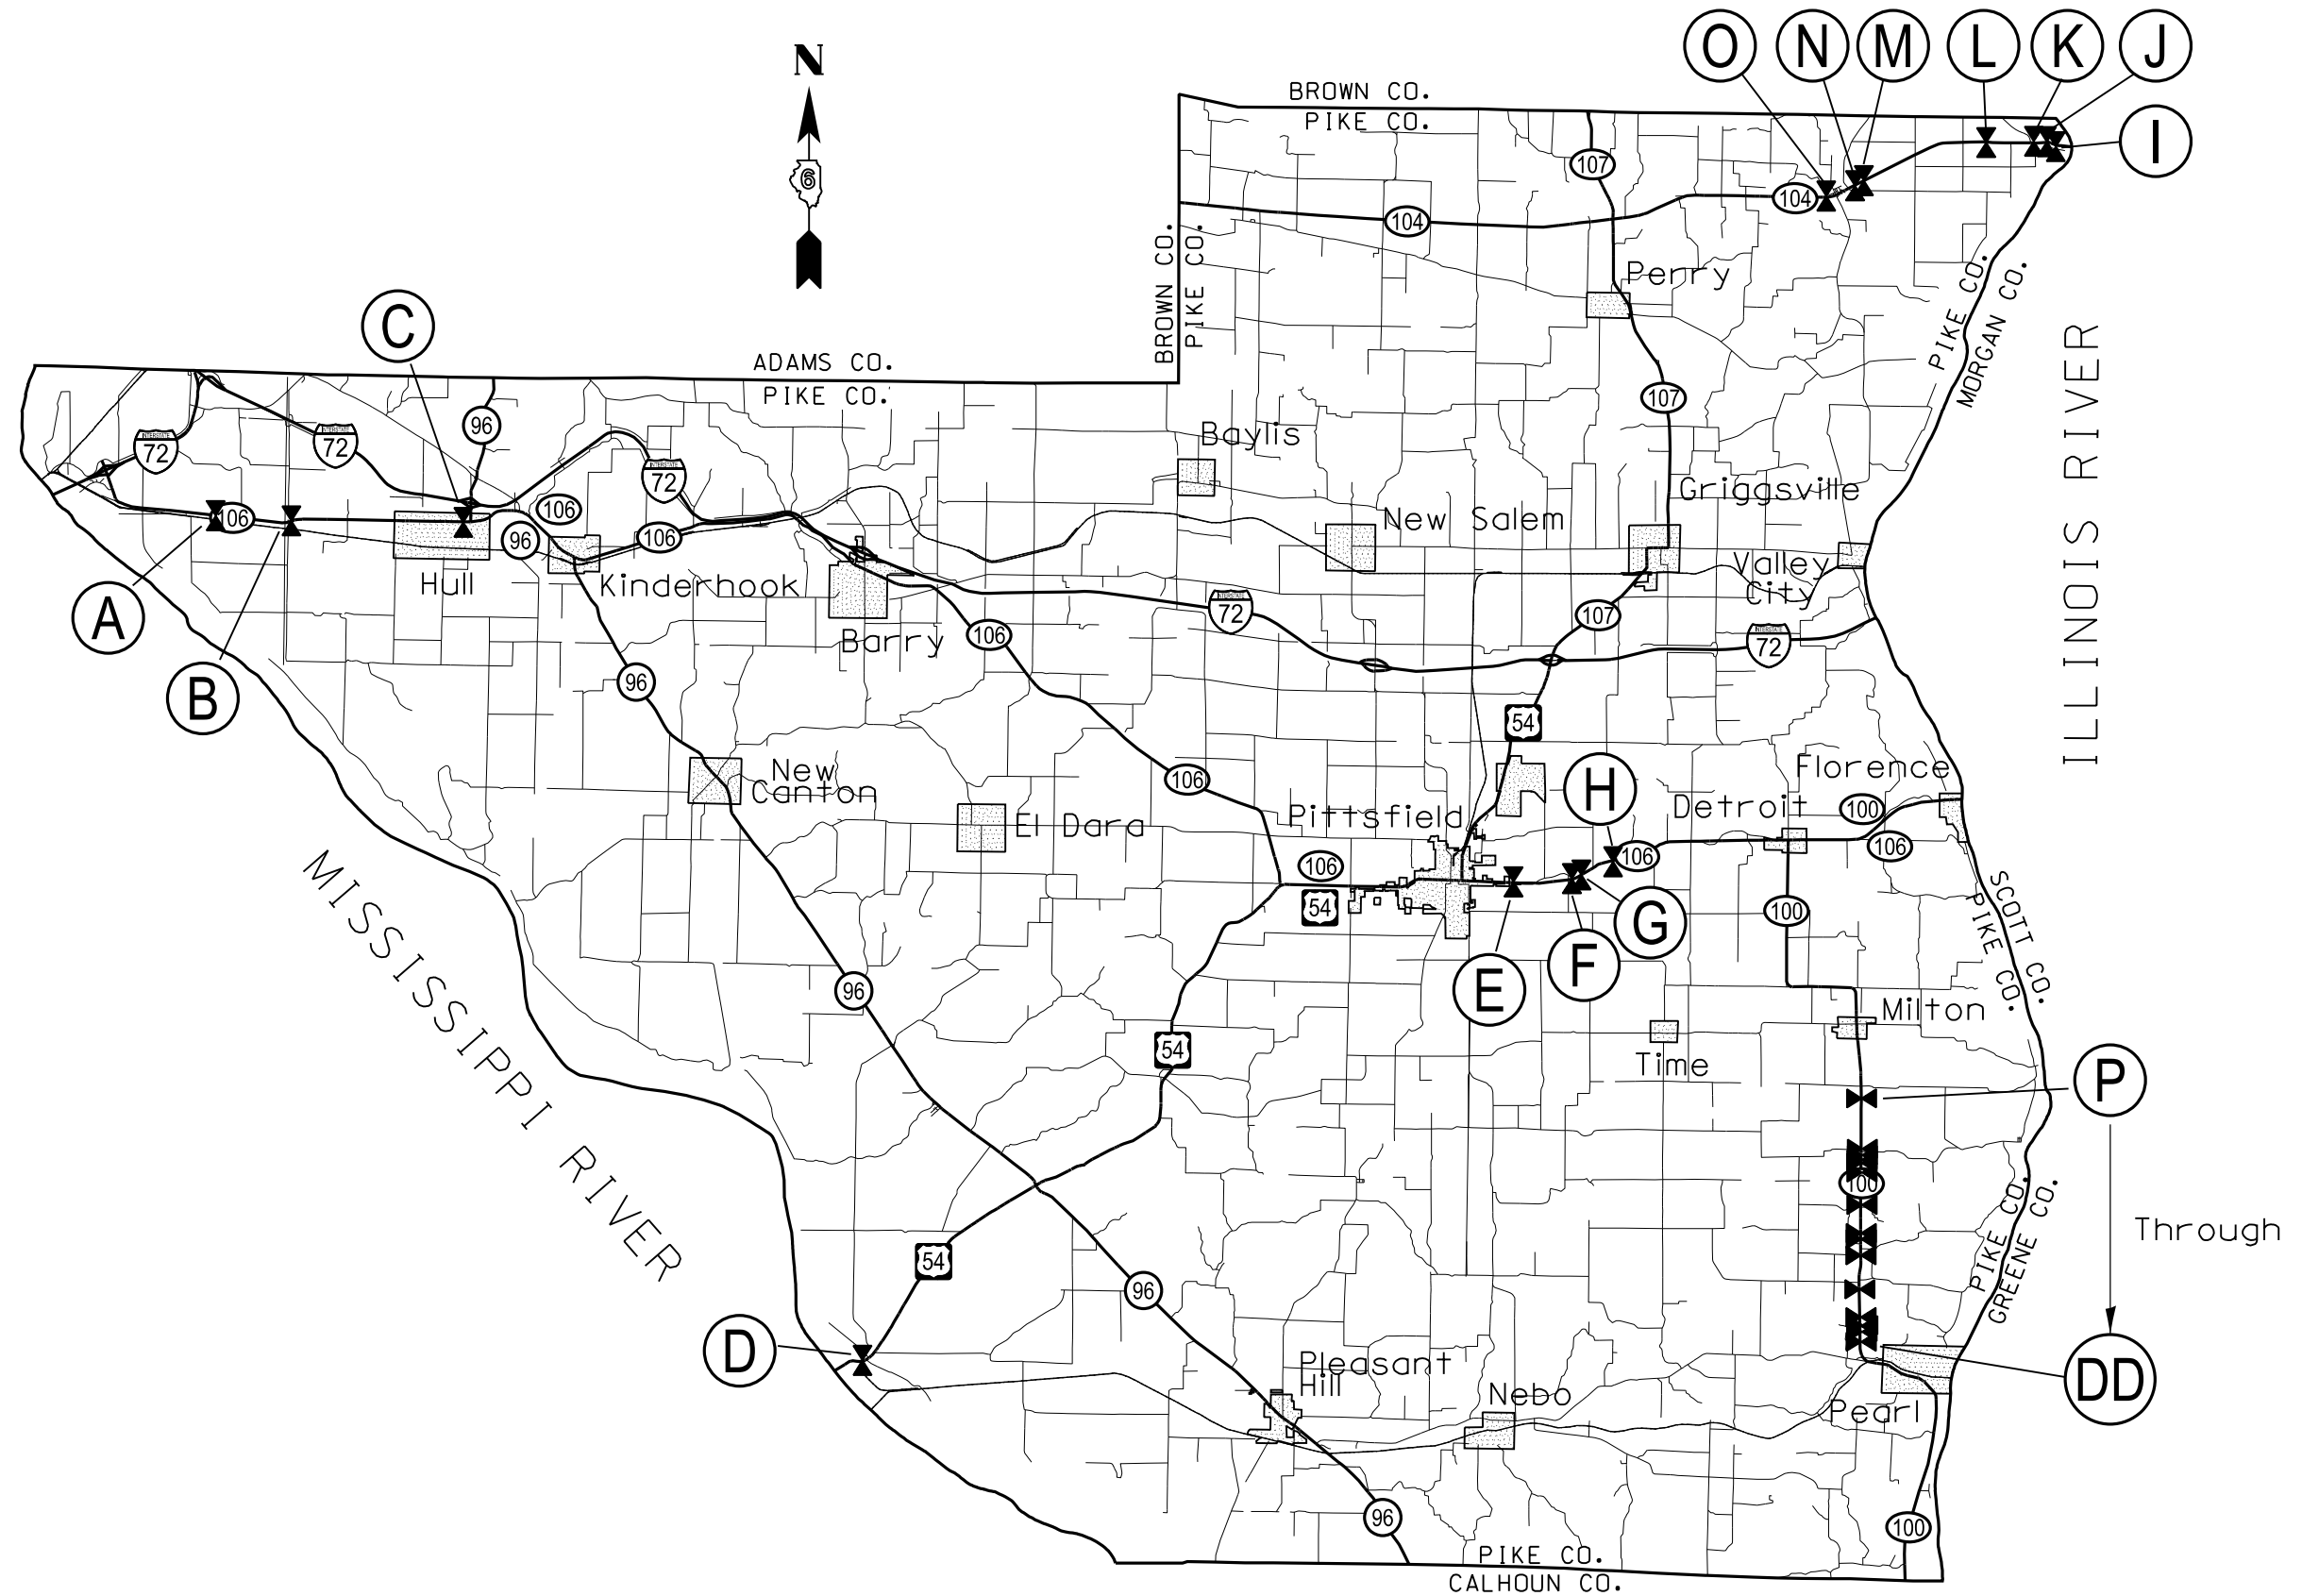 O N M L K J
I
N
6
BROWN CO.
PIKE CO.
107
104
104
BROWN CO.
PIKE CO.
Perry
PIKE CO.
MORGAN CO.
ILLINOIS RIVER
C
ADAMS CO.
PIKE CO.
107
96
72
72
72
Baylis
Griggsville
New Salem
106
106
96
106
Hull
Kinderhook
Valley
City
A
Barry
106
72
107
72
B
96
54
New
Canton
106
H
Florence
Detroit
100
El Dara
Pittsfield
106
106
106
54
G
100
SCOTT CO.
PIKE CO.
F
E
MISSISSIPPI RIVER
96
Milton
54
Time
P
100
Through
PIKE CO.
GREENE CO.
54
96
D
Pleasant
Hill
DD
Nebo
Pearl
96
100
PIKE CO.
CALHOUN CO.